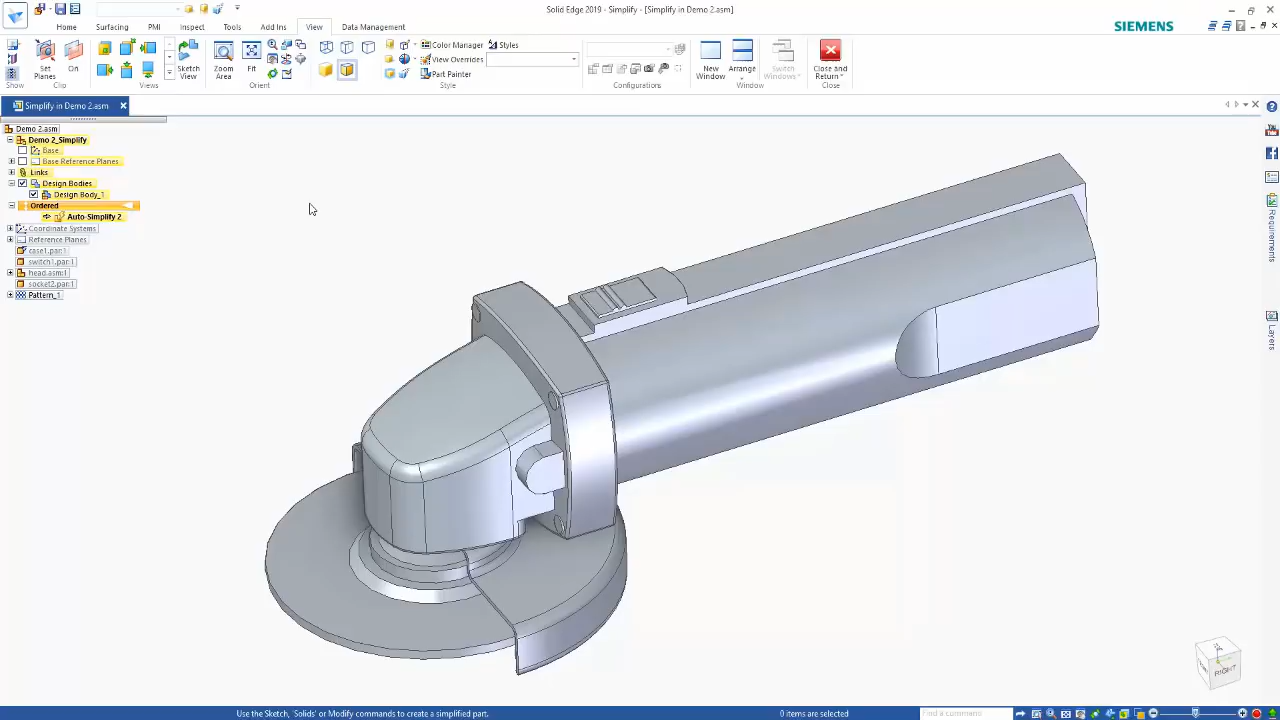 Solid Edge 2019 - Simplify - [Simplify in Demo 2.asm]
Home Surfacing PMI Inspect Tools Add Ins View Data Management
SIEMENS
Set Planes
On
Sketch View
Zoom Area
Fit
Color Manager
Styles
View Overrides
Part Painter
New Window
Arrange
Switch Windows
Close and Return
Show Clip Views Orient Style Configurations Window Close
Simplify in Demo 2.asm
Demo 2.asm
Demo 2_Simplify
Base
Base Reference Planes
Links
Design Bodies
Design Body_1
Ordered
Auto-Simplify 2
Coordinate Systems
Reference Planes
case1.par:1
switch1.par:1
head.asm:1
socket2.par:1
Pattern_1
Requirements
Layers
RIGHT
Use the Sketch, 'Solids' or Modify commands to create a simplified part.
0 items are selected
Find a command